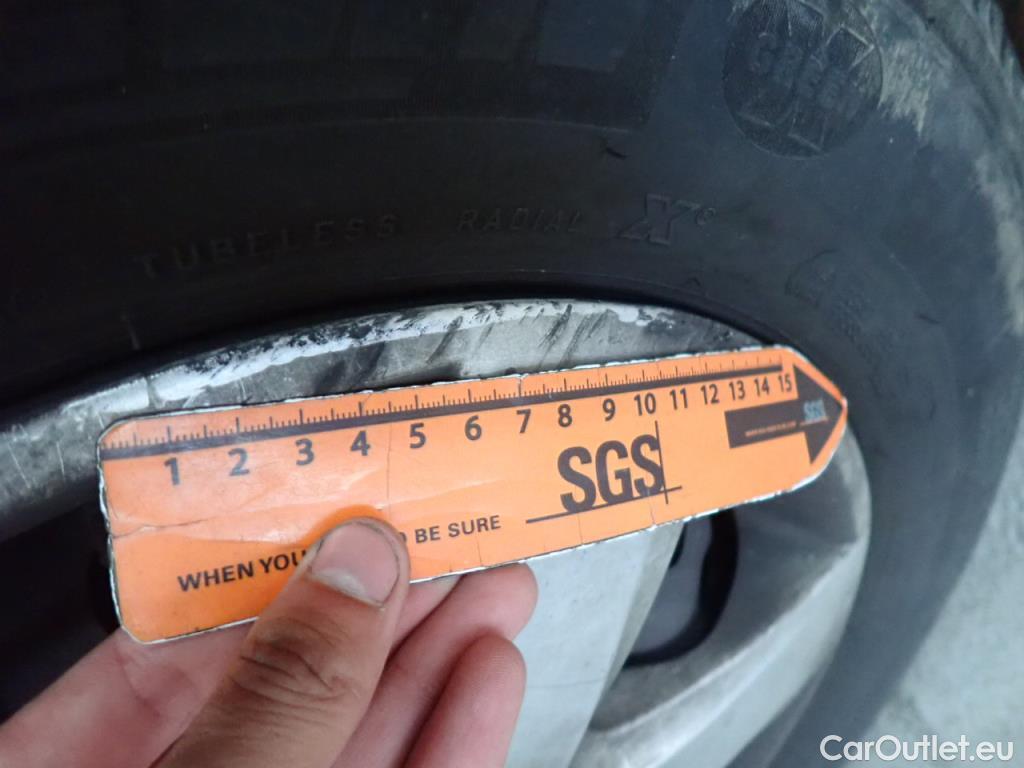 GREEN X
TUBELESS RADIAL X®
1 2 3 4 5 6 7 8 9 10 11 12 13 14 15
SGS
WHEN YOU BE SURE
CarOutlet.eu